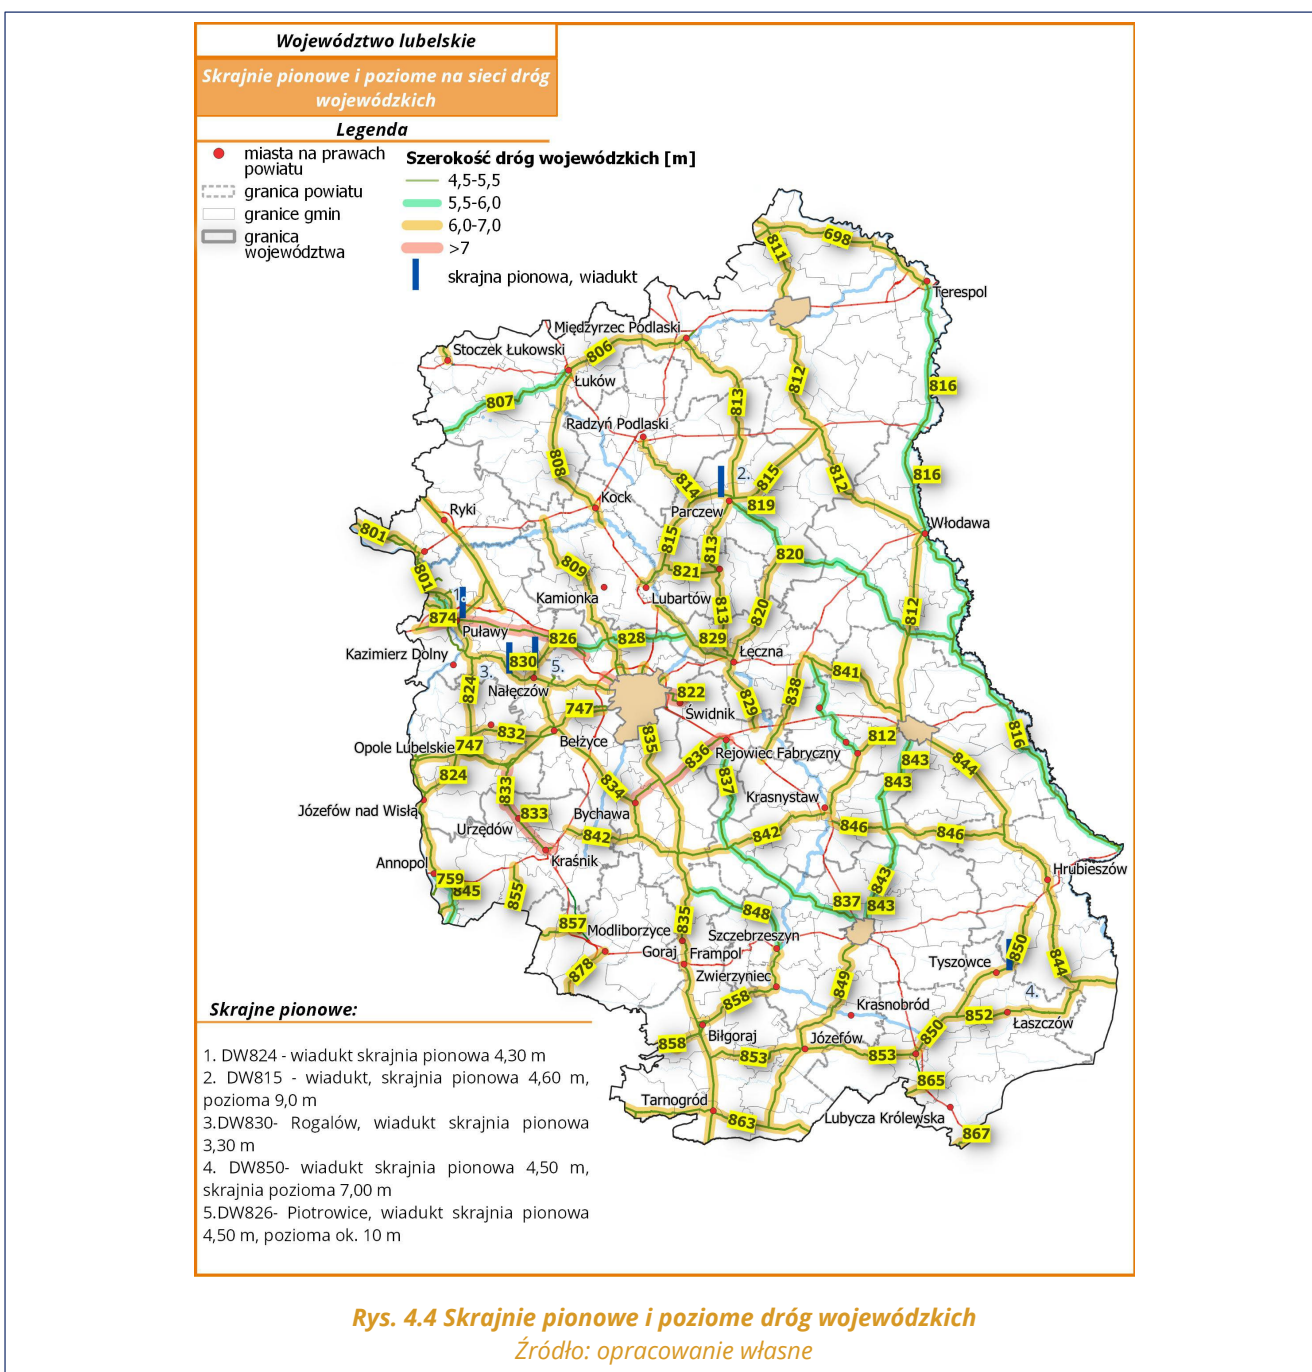 Województwo lubelskie
Skrajnie pionowe i poziome na sieci dróg
wojewódzkich
Legenda
miasta na prawach
powiatu
granica powiatu
granice gmin
granica
województwa
Szerokość dróg wojewódzkich [m]
4,5-5,5
5,5-6,0
6,0-7,0
>7
skrajna pionowa, wiadukt
698
811
Terespol
Międzyrzec Podlaski
Stoczek Łukowski
806
Łuków
812
816
807
813
Radzyń Podlaski
808
814
2.
815
812
816
Kock
Parczew
819
Ryki
Włodawa
801
815
813
820
801
809
821
1.
Kamionka
Lubartów
813
820
812
874
Puławy
826
828
829
Kazimierz Dolny
830
5.
Łęczna
3.
841
824
Nałęczów
838
822
829
747
Świdnik
832
816
Opole Lubelskie
747
Bełżyce
835
836
Rejowiec Fabryczny
812
843
844
824
834
837
843
833
Krasnystaw
Józefów nad Wisłą
833
Bychawa
Urzędów
842
842
846
846
Annopol
Kraśnik
Hrubieszów
759
845
855
843
837
843
848
857
Modliborzyce
835
Szczebrzeszyn
Goraj
Frampol
850
Tyszowce
844
878
Zwierzyniec
849
4.
858
Krasnobród
852
Łaszczów
850
Biłgoraj
Józefów
858
853
853
865
Tarnogród
863
Lubycza Królewska
867
Skrajne pionowe:
1. DW824 - wiadukt skrajnia pionowa 4,30 m
2. DW815 - wiadukt, skrajnia pionowa 4,60 m,
pozioma 9,0 m
3.DW830- Rogalów, wiadukt skrajnia pionowa
3,30 m
4. DW850- wiadukt skrajnia pionowa 4,50 m,
skrajnia pozioma 7,00 m
5.DW826- Piotrowice, wiadukt skrajnia pionowa
4,50 m, pozioma ok. 10 m
Rys. 4.4 Skrajnie pionowe i poziome dróg wojewódzkich
Źródło: opracowanie własne